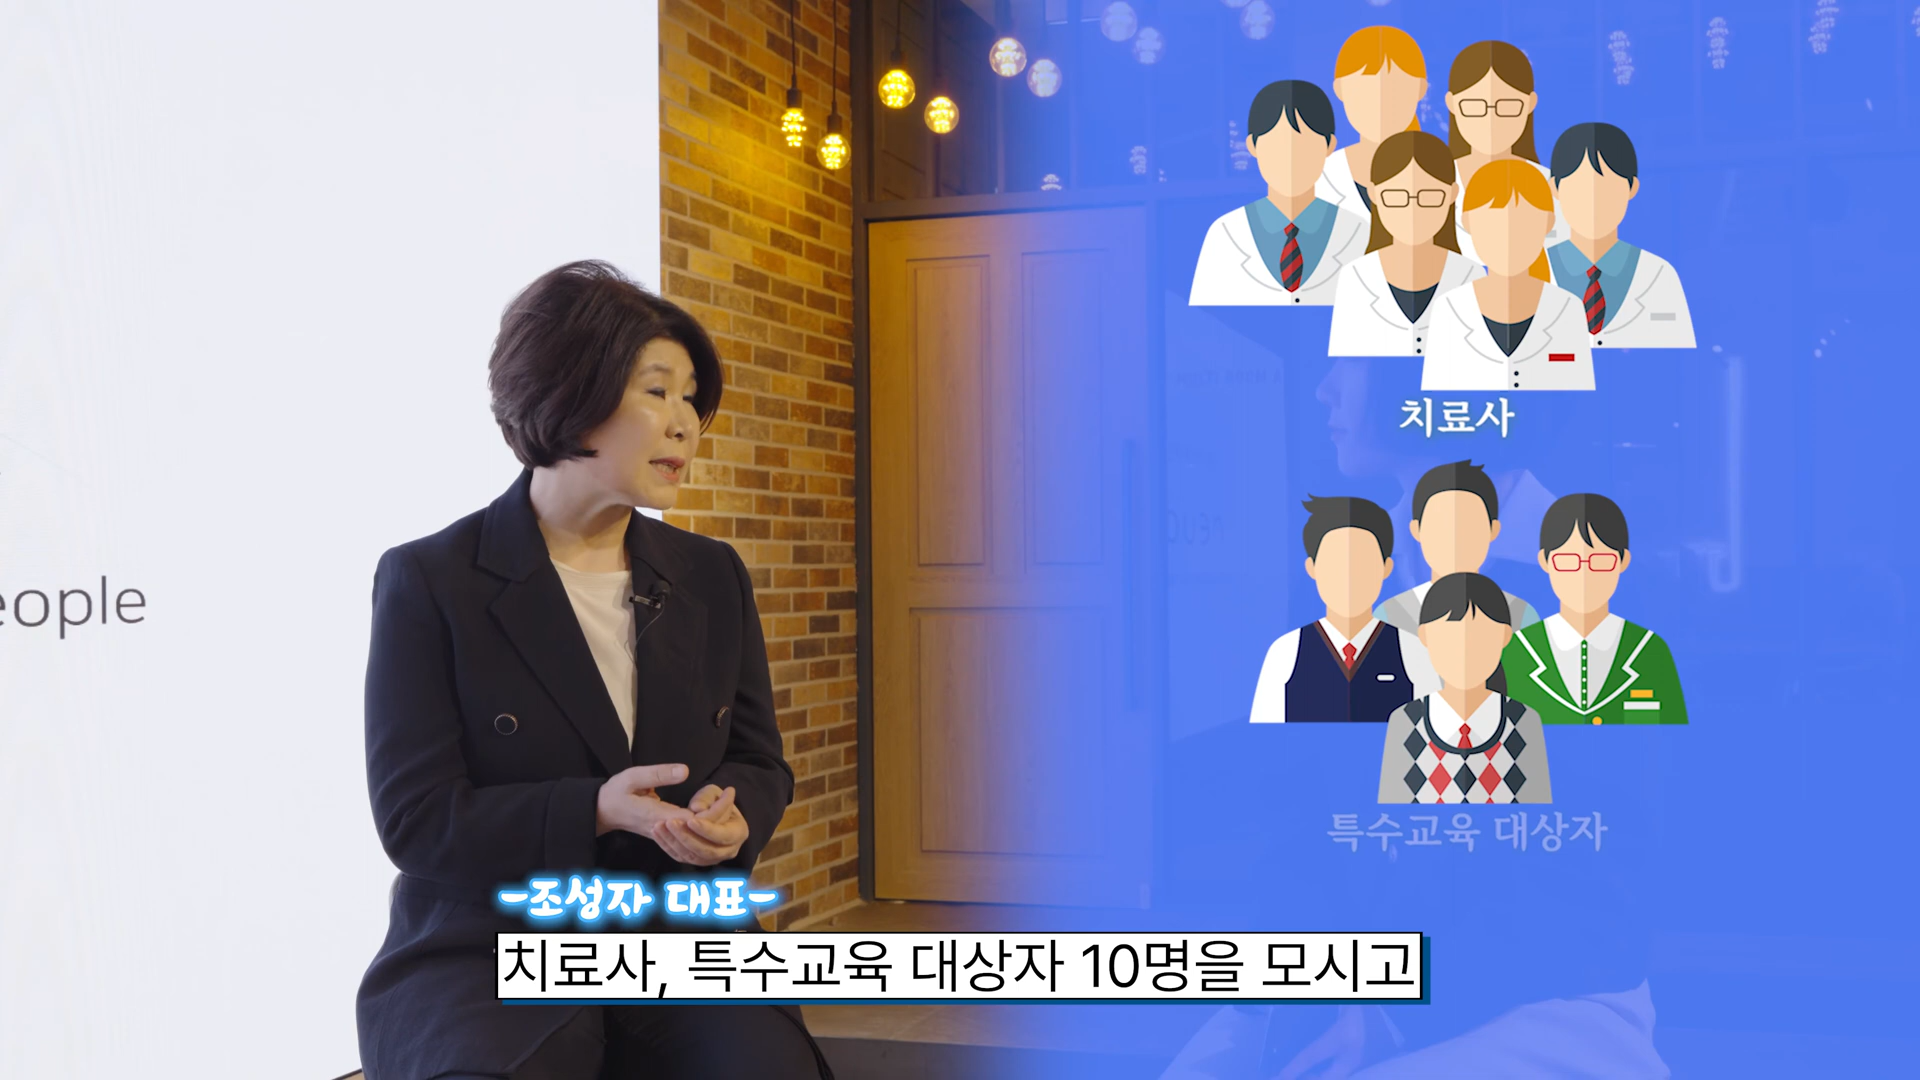 eople
치료사
특수교육 대상자
-조성자 대표-
치료사, 특수교육 대상자 10명을 모시고